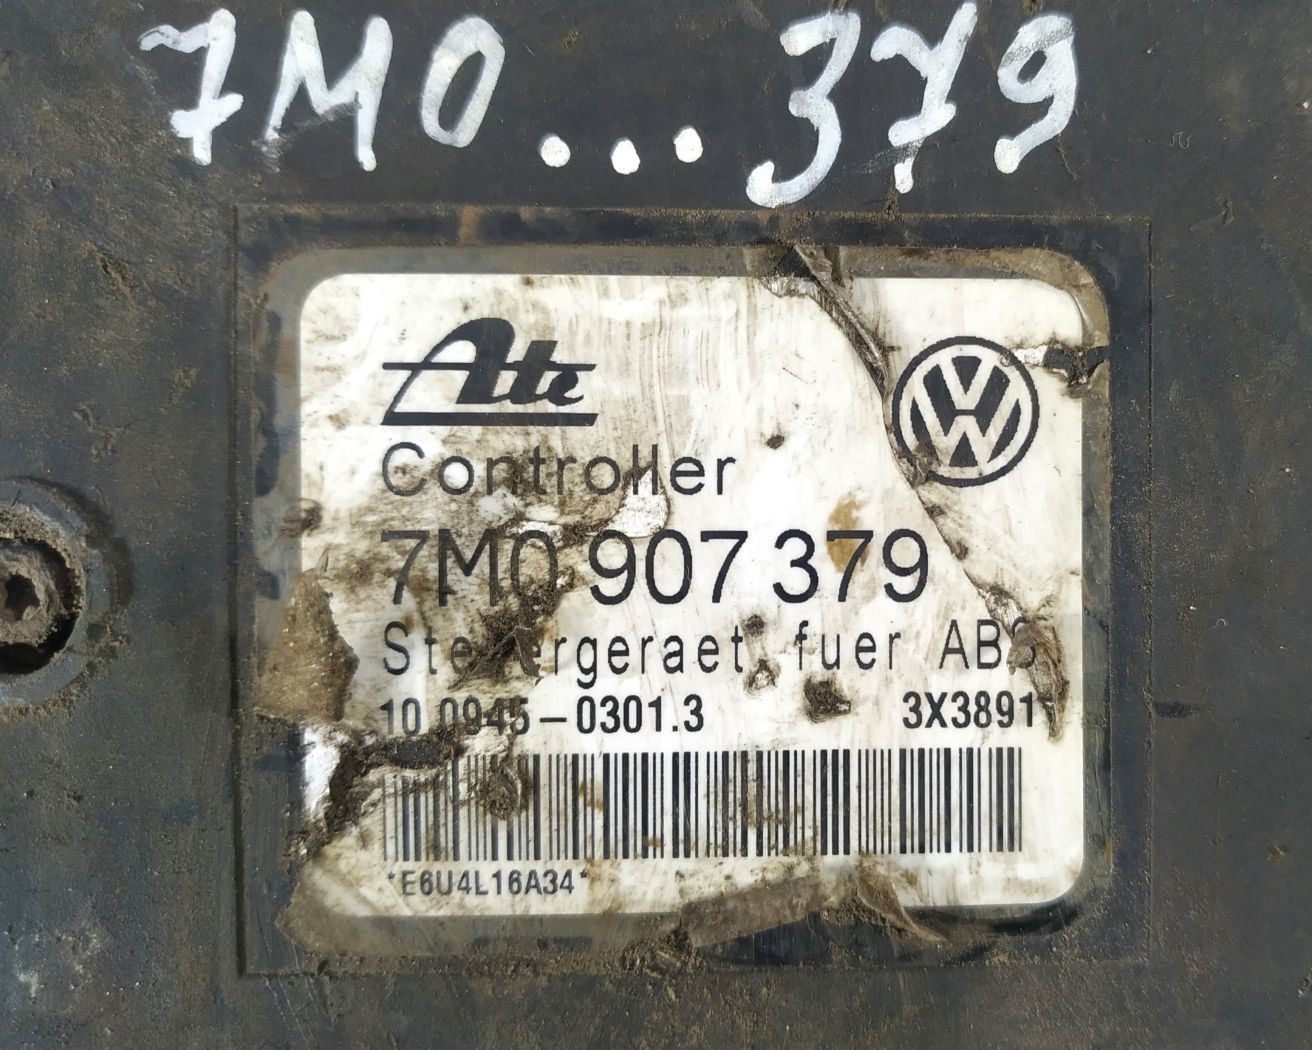 7M0...379
Ate
Controller
7M0 907 379
Steuergeraet fuer ABS
10.0945-0301.3 3X3891
*E6U4L16A34*